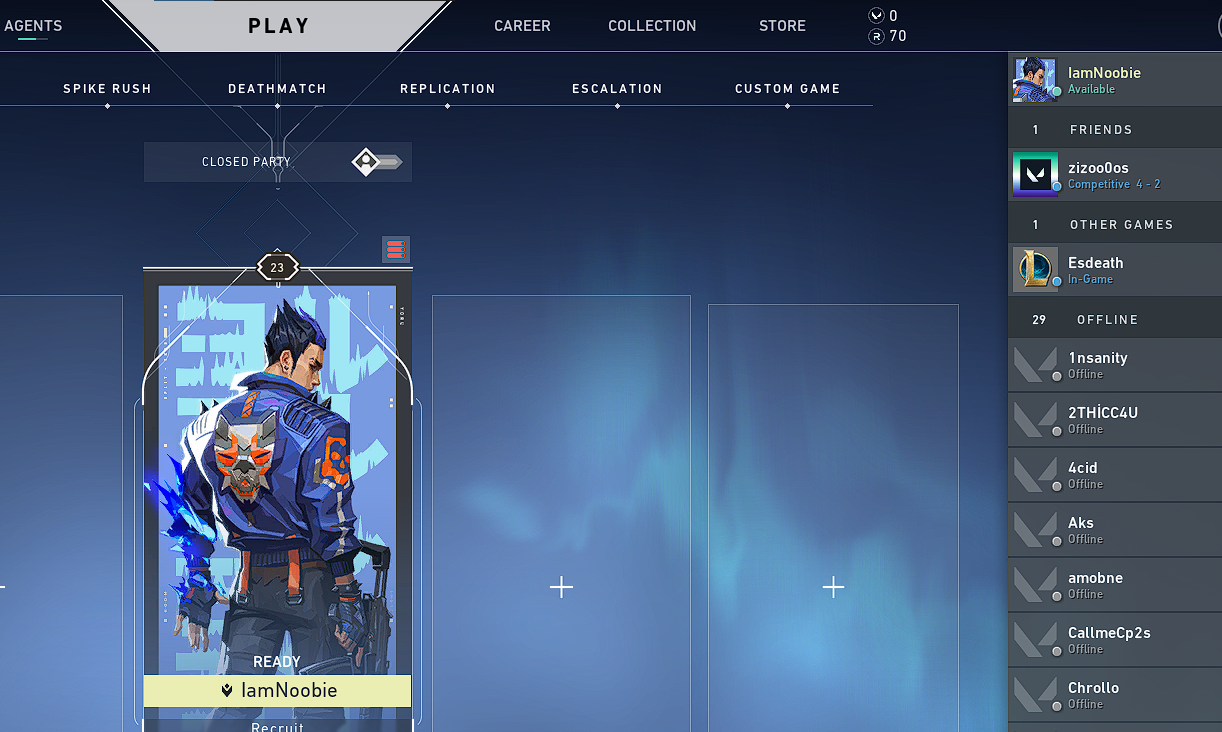 AGENTS
PLAY
CAREER
COLLECTION
STORE
0
R 70
SPIKE RUSH
DEATHMATCH
REPLICATION
ESCALATION
CUSTOM GAME
CLOSED PARTY
23
YORU
READY
IamNoobie
Recruit
IamNoobie
Available
1 FRIENDS
zizoo0os
Competitive 4 - 2
1 OTHER GAMES
Esdeath
In-Game
29 OFFLINE
1nsanity
Offline
2THİCC4U
Offline
4cid
Offline
Aks
Offline
amobne
Offline
CallmeCp2s
Offline
Chrollo
Offline